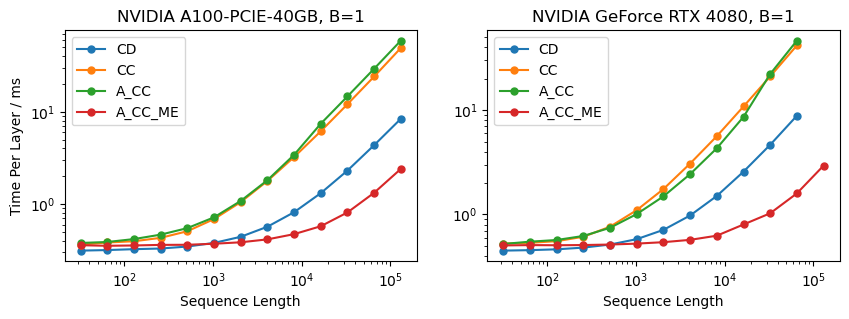 NVIDIA A100-PCIE-40GB, B=1
Time Per Layer / ms
10¹
10⁰
CD
CC
A_CC
A_CC_ME
10² 10³ 10⁴ 10⁵
Sequence Length
NVIDIA GeForce RTX 4080, B=1
10¹
10⁰
CD
CC
A_CC
A_CC_ME
10² 10³ 10⁴ 10⁵
Sequence Length